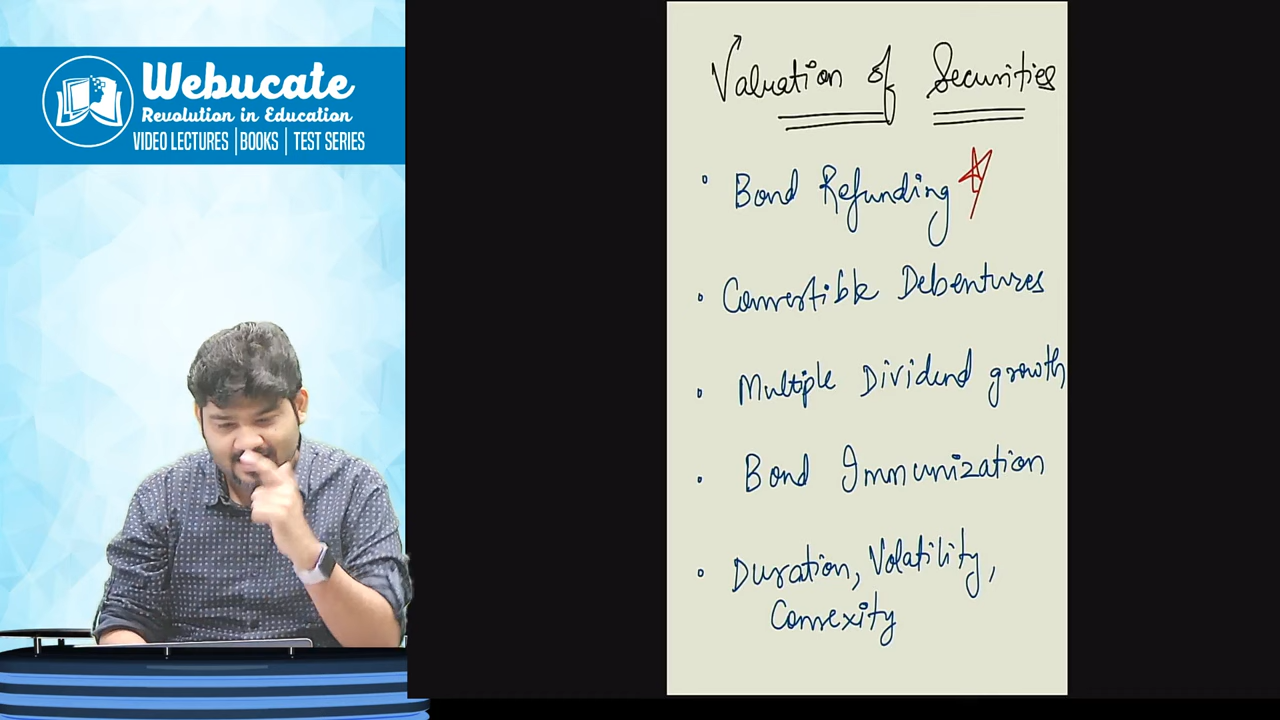 Webucate
Revolution in Education
VIDEO LECTURES | BOOKS | TEST SERIES
Valuation of Securities
• Bond Refunding
• Convertible Debentures
• Multiple Dividend growth
• Bond Immunization
• Duration, Volatility,
Convexity